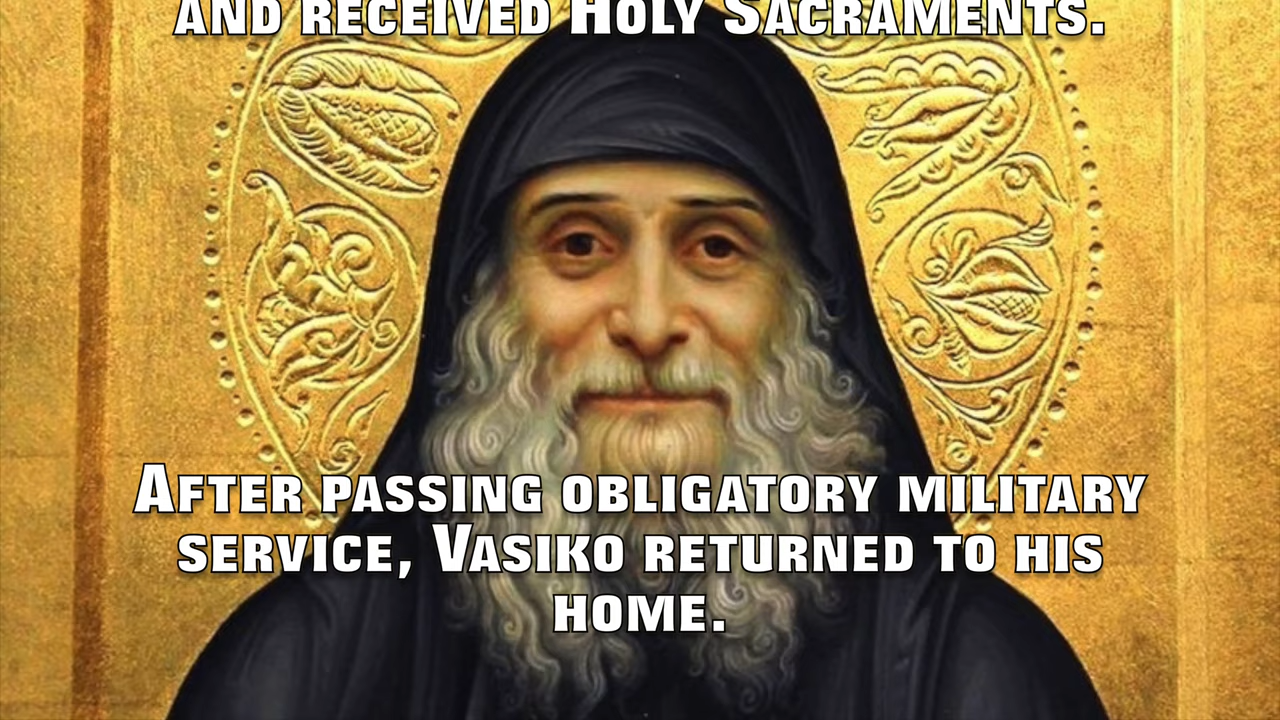 and received Holy Sacraments.
After passing obligatory military
service, Vasiko returned to his
home.